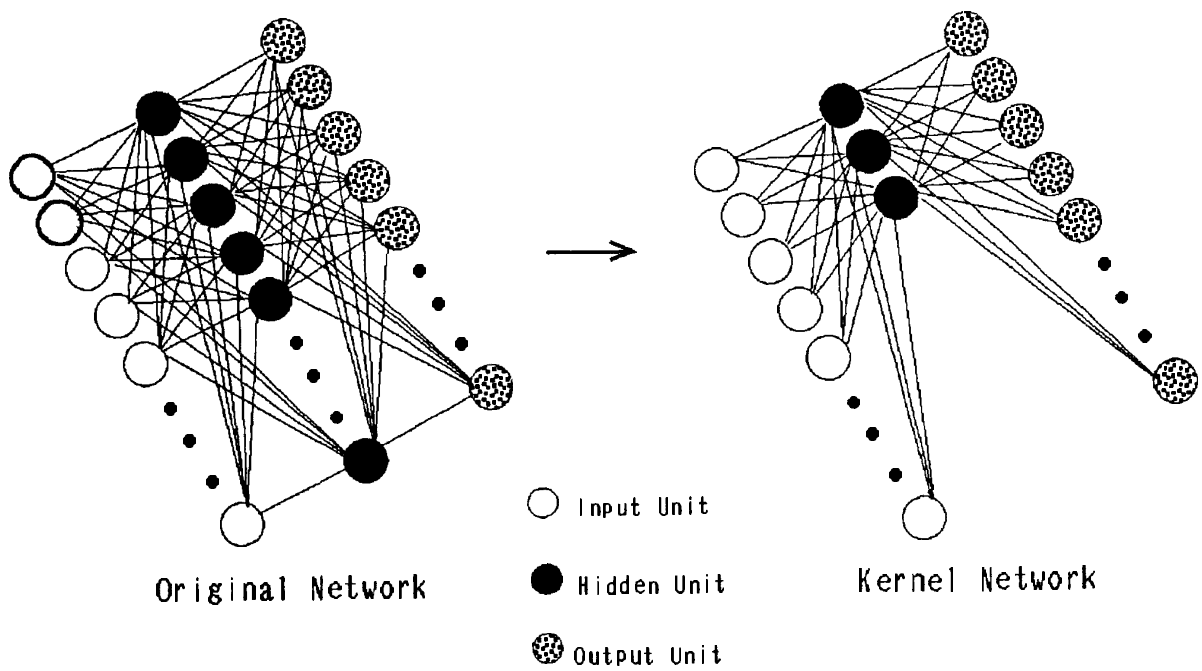 Input Unit
Original Network
Hidden Unit
Kernel Network
Output Unit